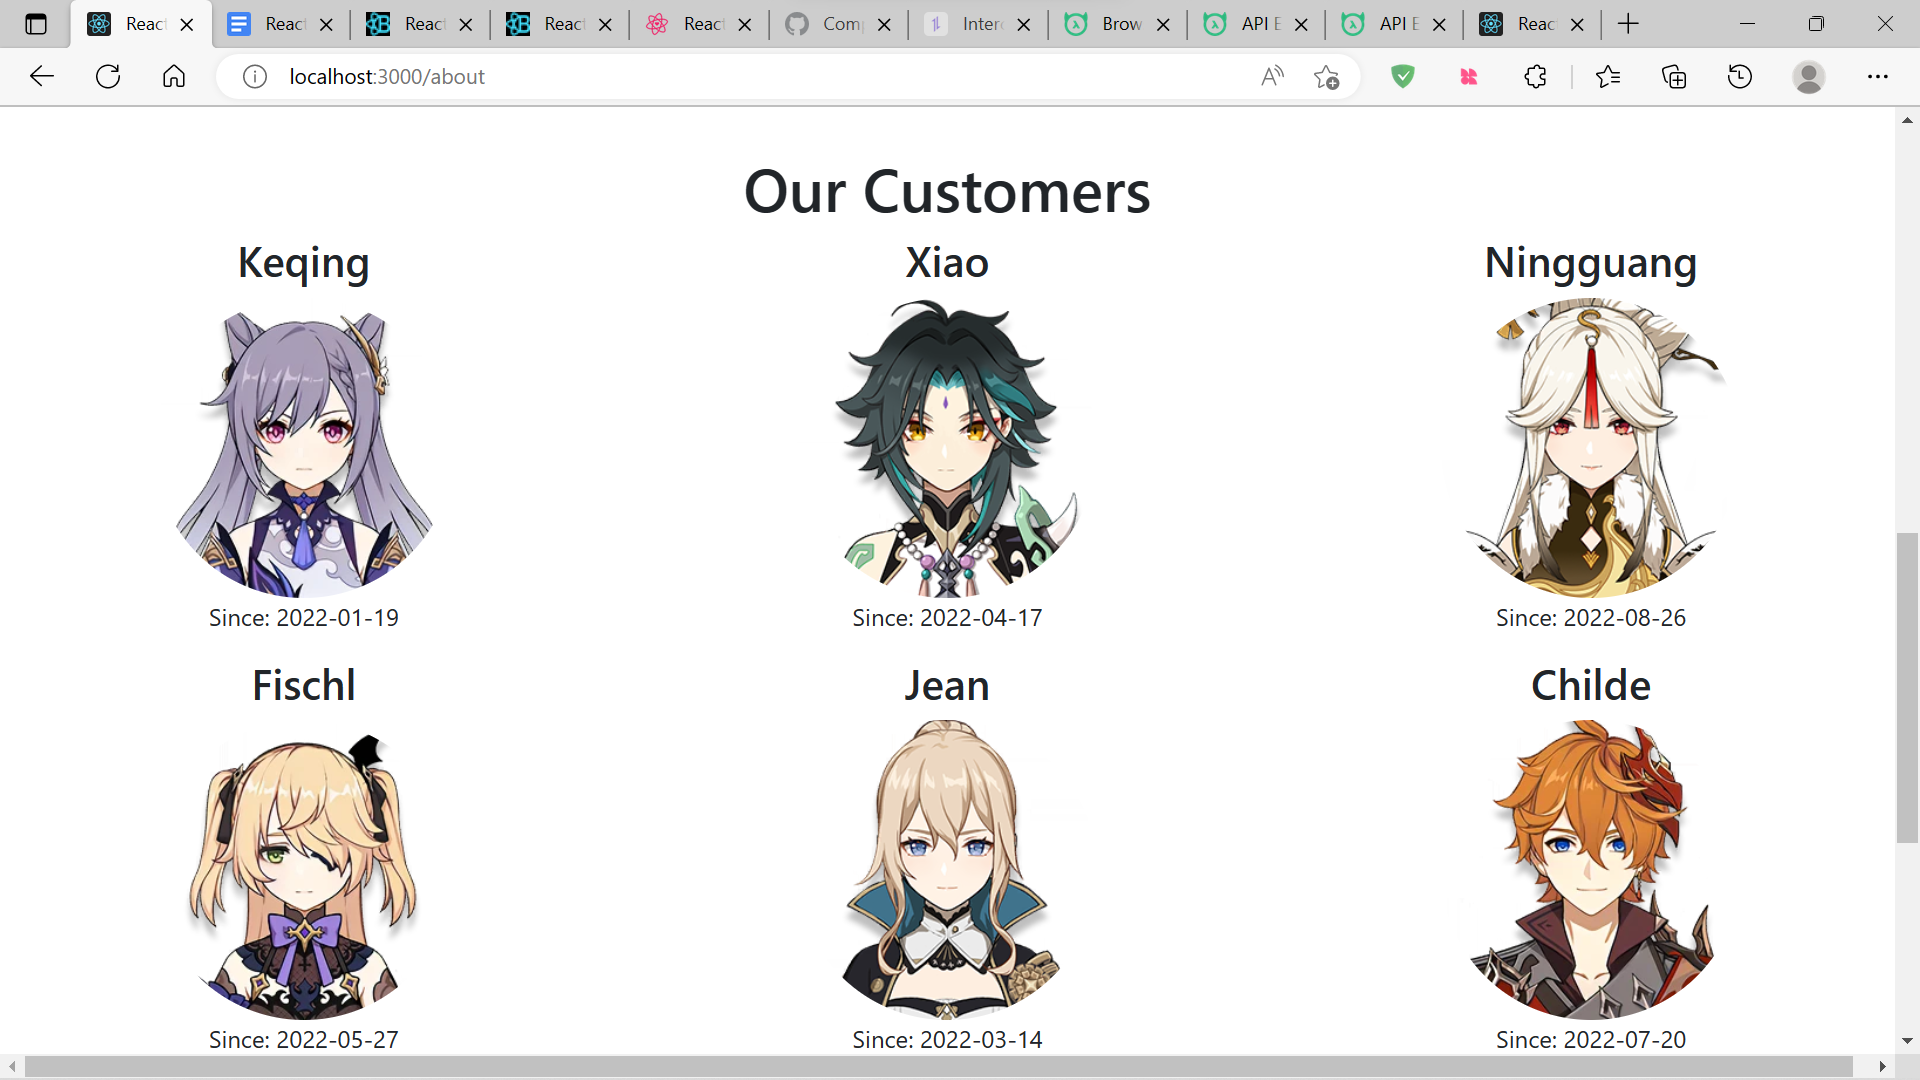 React
React
React
React
React
Comp
Interc
Brow
API E
API E
React
localhost:3000/about
Our Customers
Keqing
Xiao
Ningguang
Since: 2022-01-19
Since: 2022-04-17
Since: 2022-08-26
Fischl
Jean
Childe
Since: 2022-05-27
Since: 2022-03-14
Since: 2022-07-20